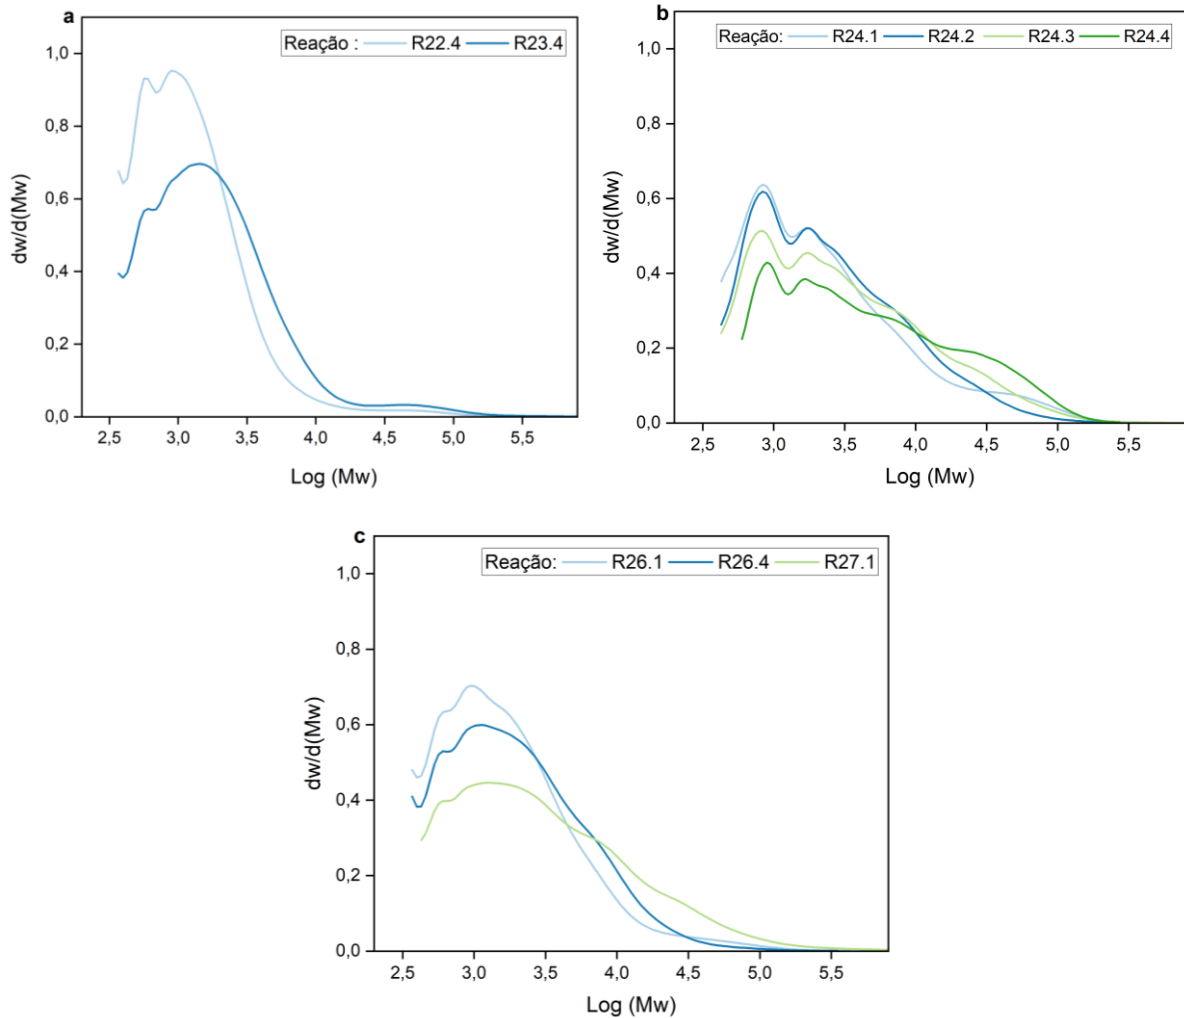 a
Reação : R22.4 R23.4
1,0
0,8
0,6
0,4
0,2
0,0
dw/d(Mw)
2,5 3,0 3,5 4,0 4,5 5,0 5,5
Log (Mw)
b
Reação: R24.1 R24.2 R24.3 R24.4
1,0
0,8
0,6
0,4
0,2
0,0
dw/d(Mw)
2,5 3,0 3,5 4,0 4,5 5,0 5,5
Log (Mw)
c
Reação: R26.1 R26.4 R27.1
1,0
0,8
0,6
0,4
0,2
0,0
dw/d(Mw)
2,5 3,0 3,5 4,0 4,5 5,0 5,5
Log (Mw)